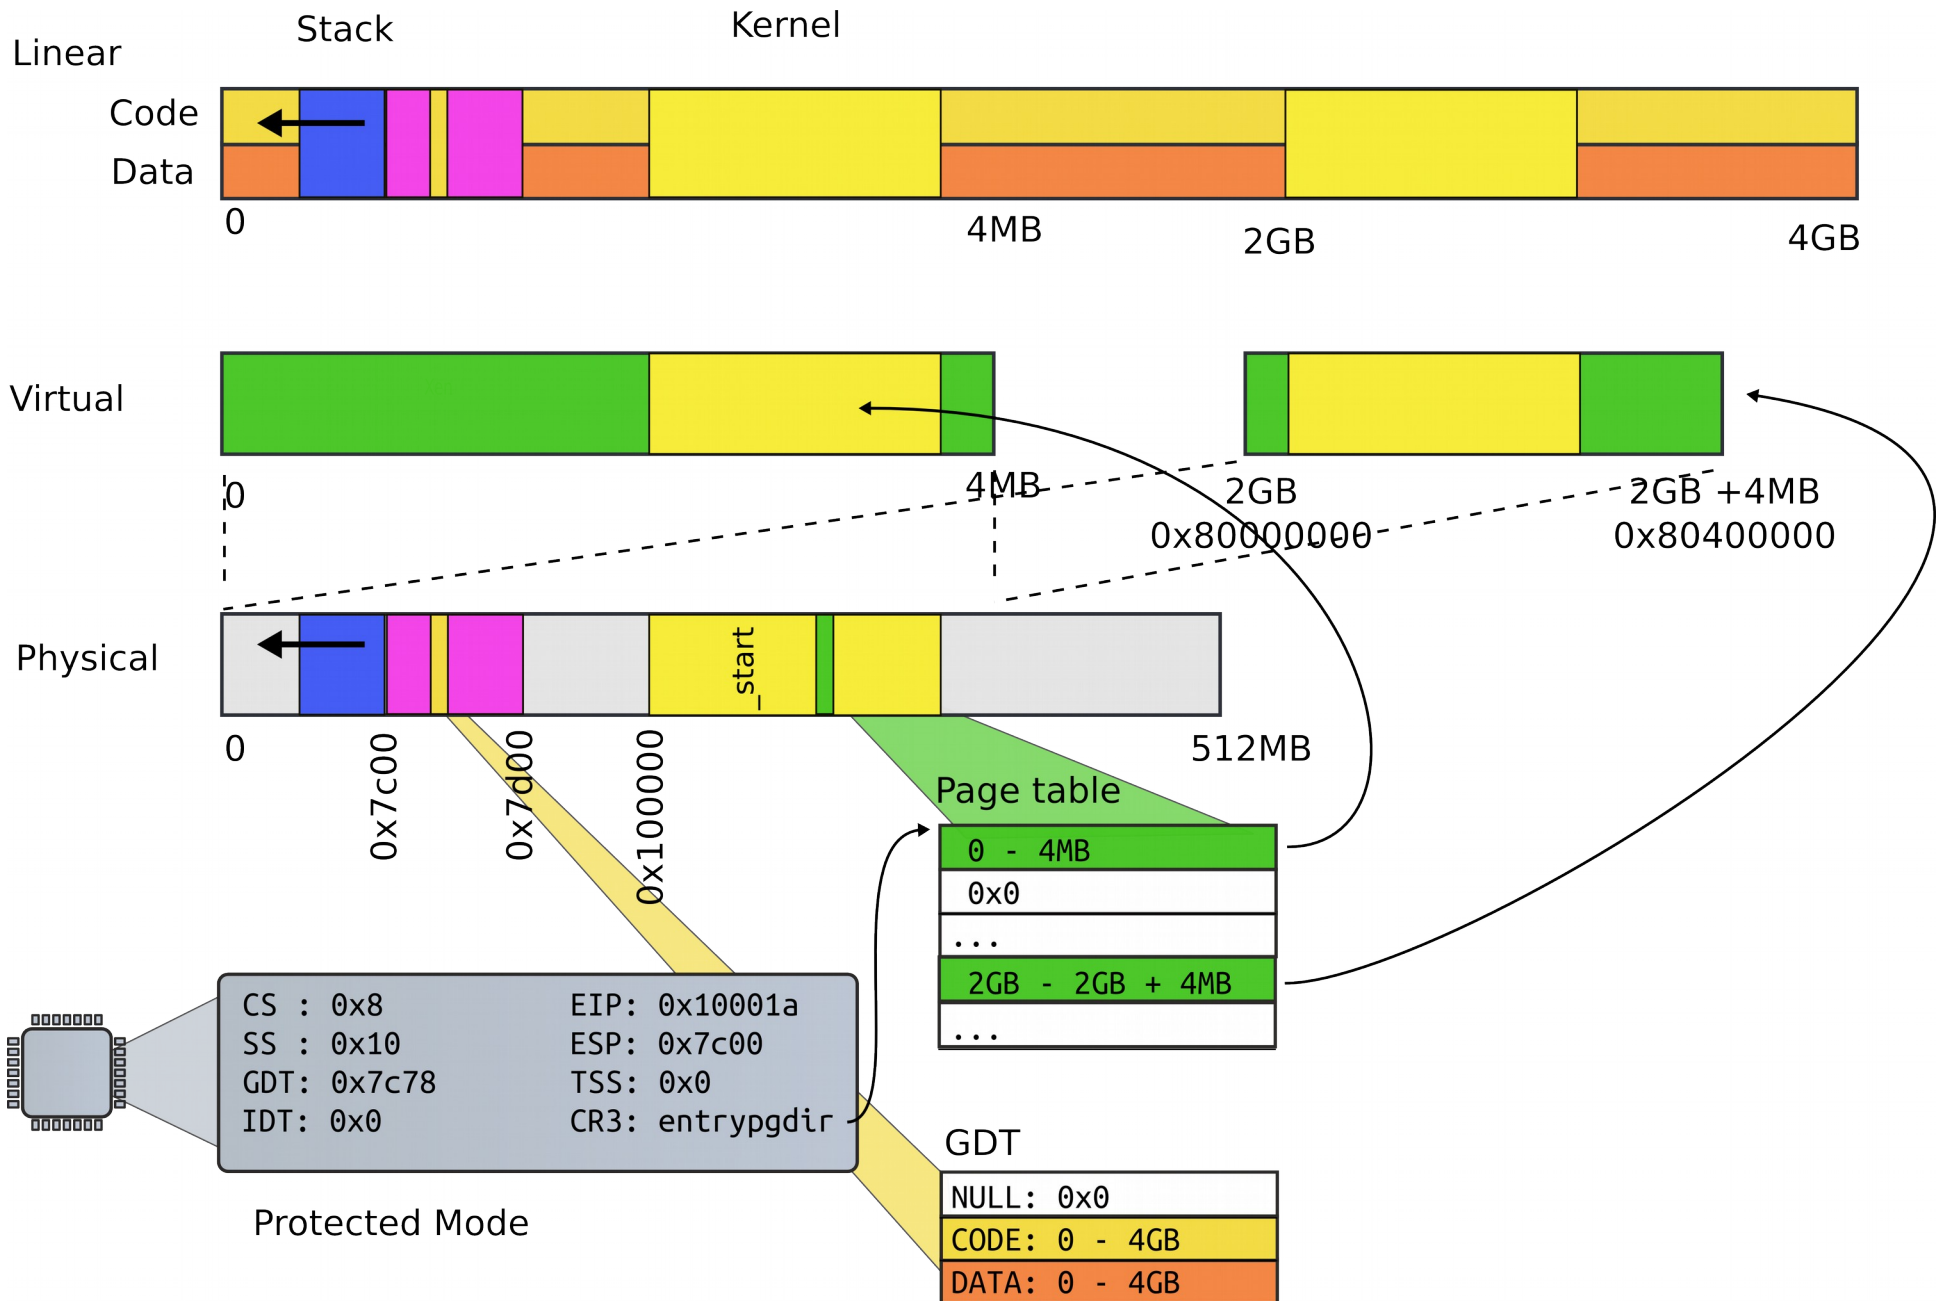 Stack
Kernel
Linear
Code
Data
0
4MB
2GB
4GB
Virtual
0
4MB
2GB
0x80000000
2GB +4MB
0x80400000
Physical
_start
0
0x7c00
0x7d00
0x100000
512MB
Page table
0 - 4MB
0x0
...
2GB - 2GB + 4MB
...
CS : 0x8
SS : 0x10
GDT: 0x7c78
IDT: 0x0
EIP: 0x10001a
ESP: 0x7c00
TSS: 0x0
CR3: entrypgdir
Protected Mode
GDT
NULL: 0x0
CODE: 0 - 4GB
DATA: 0 - 4GB